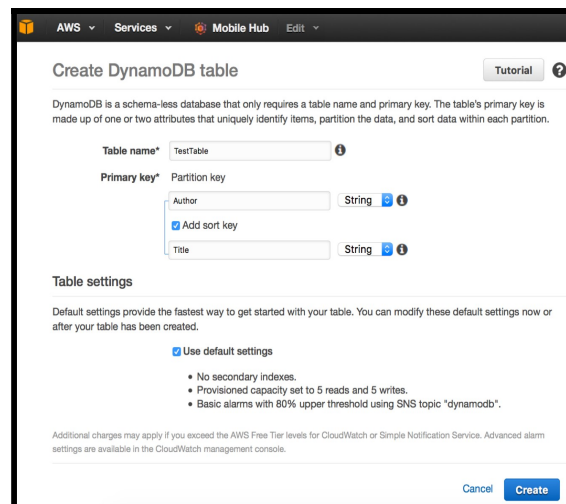 AWS Services Mobile Hub Edit
Create DynamoDB table
Tutorial ?
DynamoDB is a schema-less database that only requires a table name and primary key. The table's primary key is
made up of one or two attributes that uniquely identify items, partition the data, and sort data within each partition.
Table name* TestTable i
Primary key* Partition key
Author String i
Add sort key
Title String i
Table settings
Default settings provide the fastest way to get started with your table. You can modify these default settings now or
after your table has been created.
Use default settings
• No secondary indexes.
• Provisioned capacity set to 5 reads and 5 writes.
• Basic alarms with 80% upper threshold using SNS topic "dynamodb".
Additional charges may apply if you exceed the AWS Free Tier levels for CloudWatch or Simple Notification Service. Advanced alarm
settings are available in the CloudWatch management console.
Cancel Create